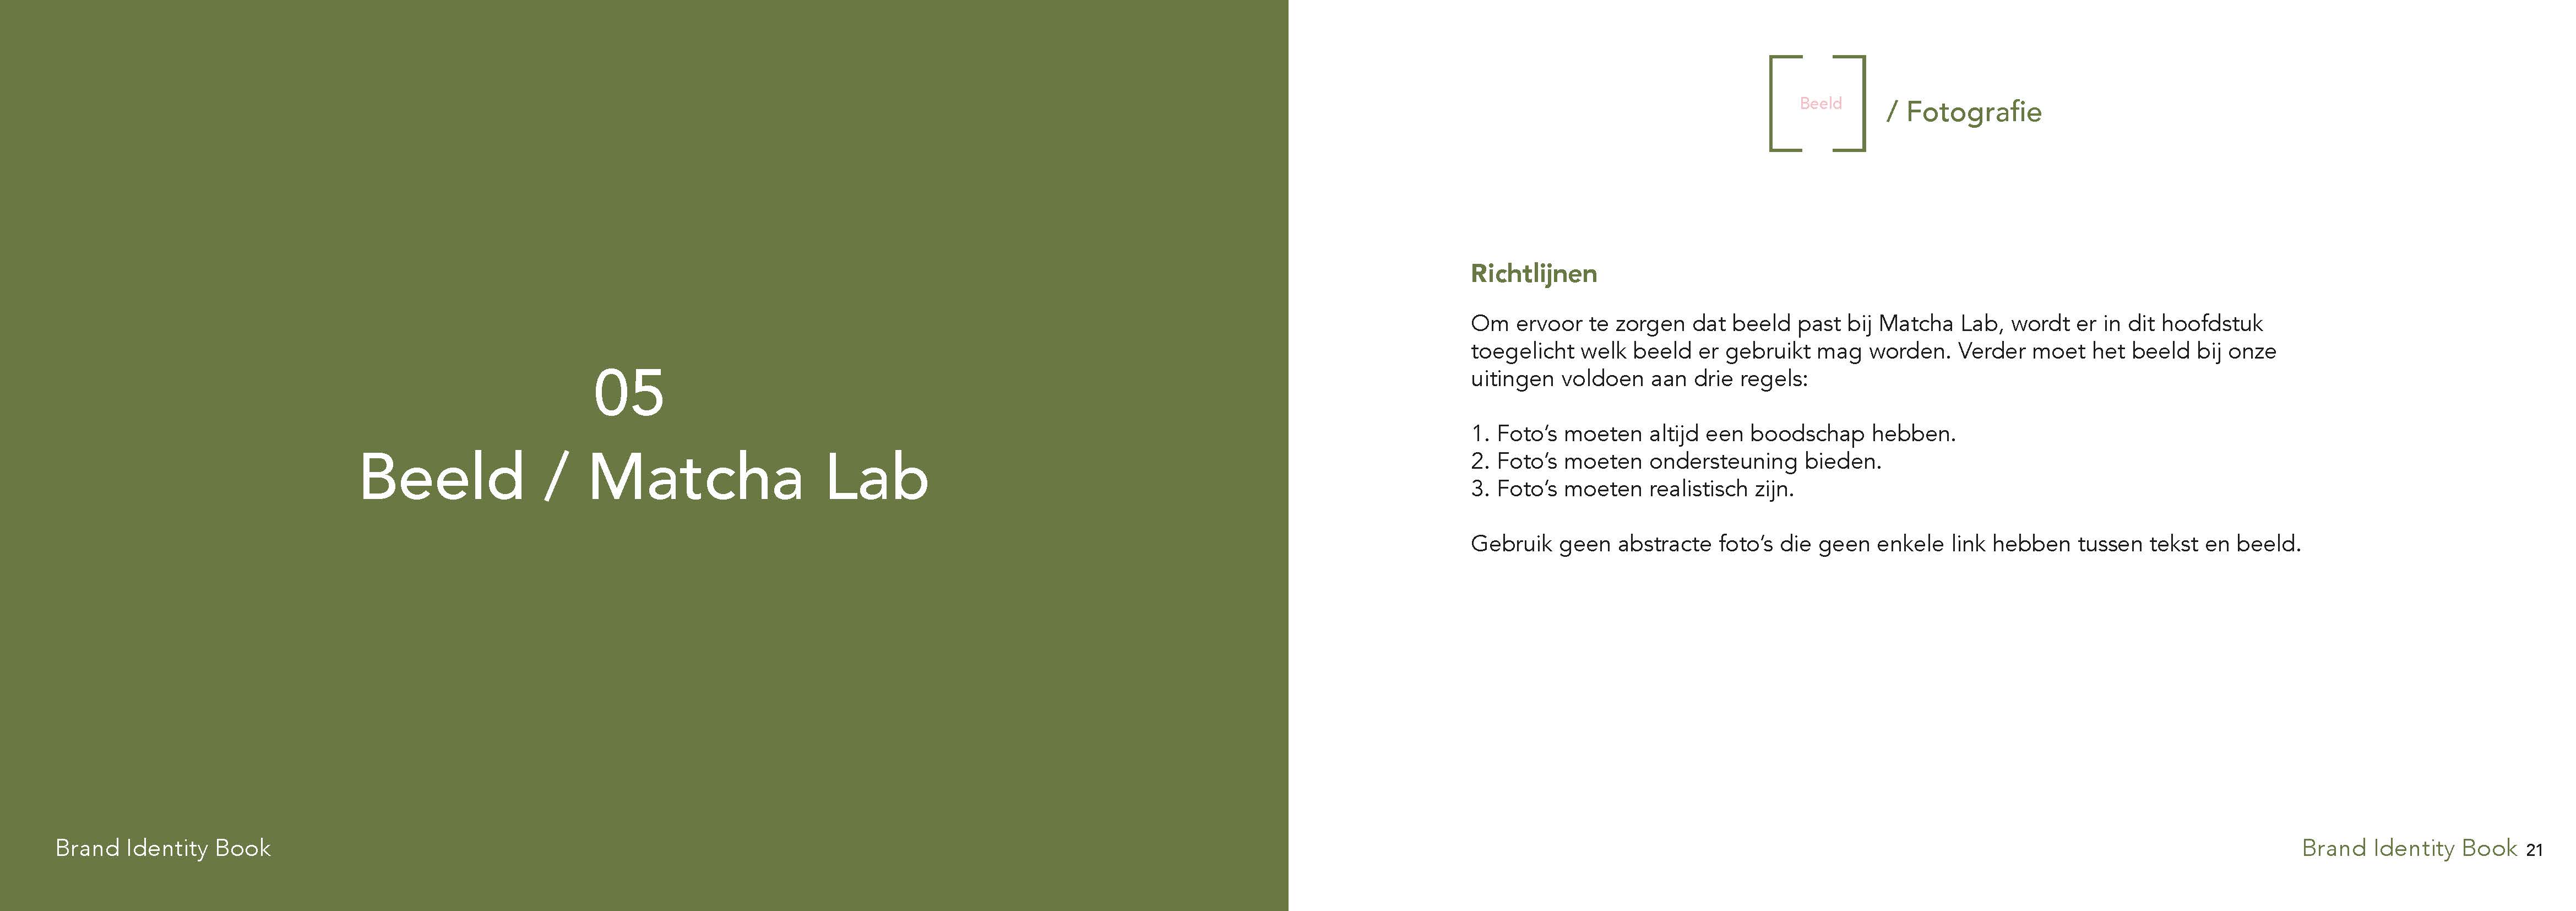 05
Beeld / Matcha Lab
Brand Identity Book
Beeld
/ Fotografie
Richtlijnen
Om ervoor te zorgen dat beeld past bij Matcha Lab, wordt er in dit hoofdstuk
toegelicht welk beeld er gebruikt mag worden. Verder moet het beeld bij onze
uitingen voldoen aan drie regels:
1. Foto’s moeten altijd een boodschap hebben.
2. Foto’s moeten ondersteuning bieden.
3. Foto’s moeten realistisch zijn.
Gebruik geen abstracte foto’s die geen enkele link hebben tussen tekst en beeld.
Brand Identity Book 21